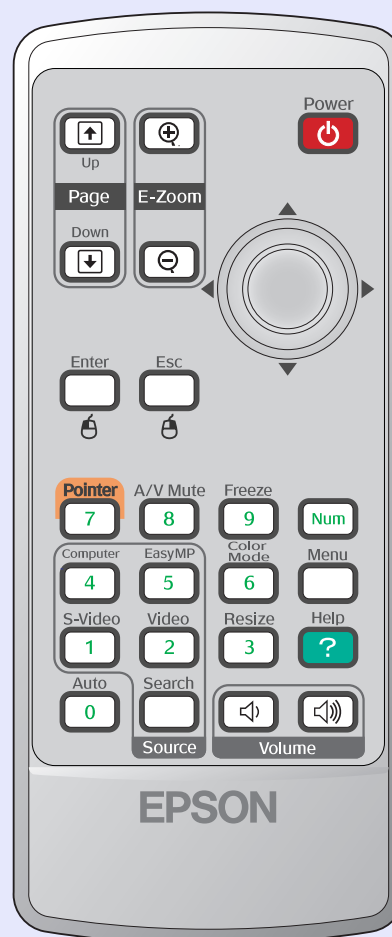 Power
Up
Page E-Zoom
Down
Enter Esc
Pointer A/V Mute Freeze
7 8 9 Num
Computer EasyMP Color Mode Menu
4 5 6
S-Video Video Resize Help
1 2 3 ?
Auto Search
0
Source Volume
EPSON